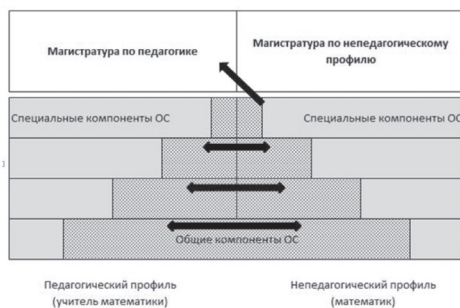 Магистратура по педагогике
Магистратура по непедагогическому
профилю
Специальные компоненты ОС
Специальные компоненты ОС
Общие компоненты ОС
Педагогический профиль
(учитель математики)
Непедагогический профиль
(математик)